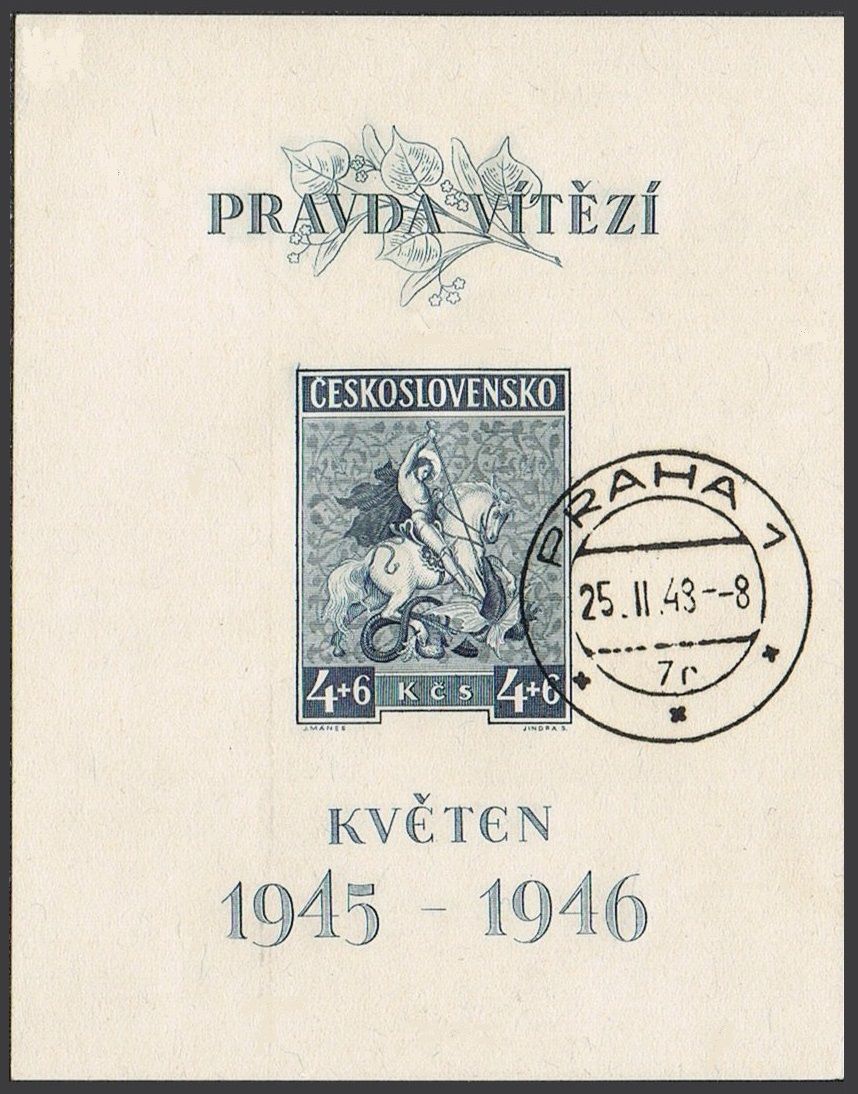 PRAVDA VÍTĚZÍ
ČESKOSLOVENSKO
4+6 Kčs 4+6
J. MÁNES JINDRA S.
KVĚTEN
1945 - 1946
PRAHA 1
25. II. 48--8
7r